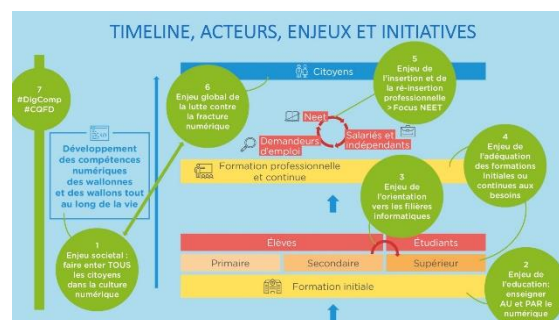 TIMELINE, ACTEURS, ENJEUX ET INITIATIVES
7
#DigComp
#CQFD
6
Enjeu global de
de la lutte contre
la fracture
numérique
Citoyens
5
Enjeu de
l'insertion et de
la ré-insertion
professionnelle
> Focus NEET
Neet
Demandeurs
d'emploi
Salariés et
indépendants
Développement
des compétences
numériques
des wallonnes
et des wallons tout
au long de la vie
Formation professionnelle
et continue
4
Enjeu de
l'adéquation
des formations
Initiales ou
continues aux
besoins
3
Enjeu de
l'orientation
vers les filières
informatiques
1
Enjeu societal :
faire enter TOUS
les citoyens
dans la culture
numérique
Élèves
Étudiants
Primaire
Secondaire
Supérieur
2
Enjeu de
l'education:
enseigner
AU et PAR le
numérique
Formation initiale